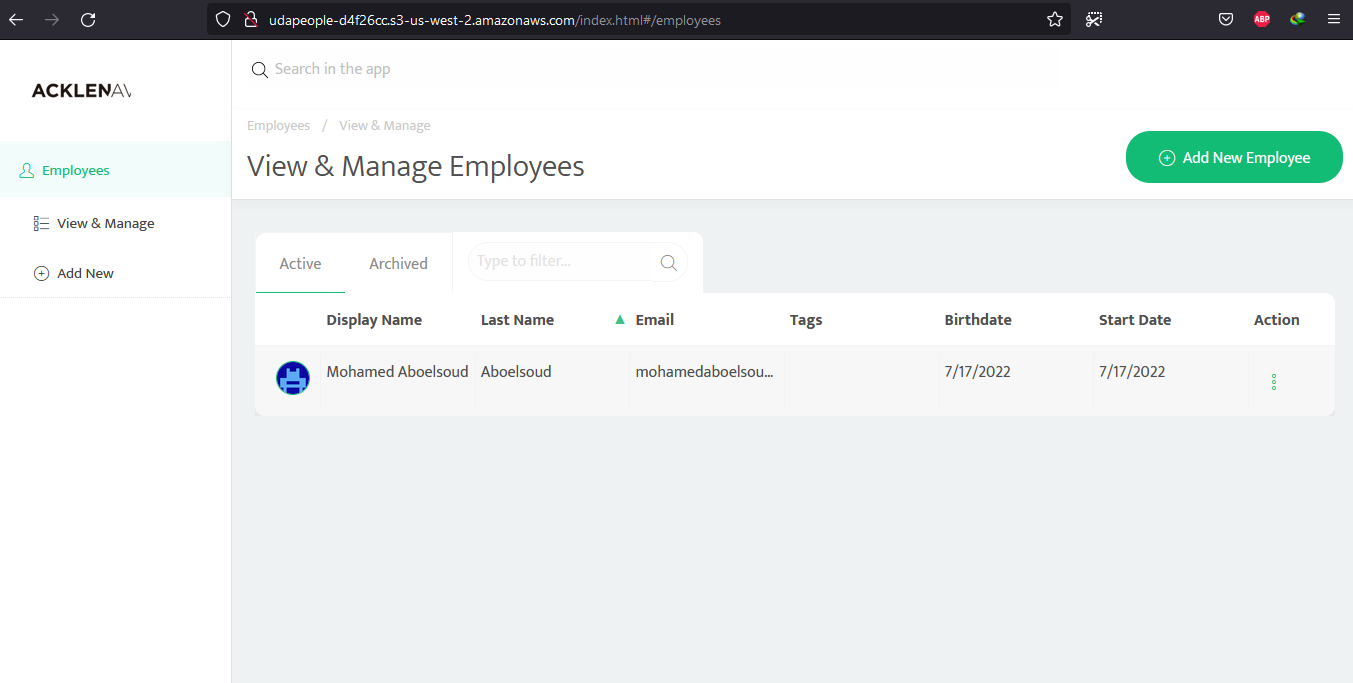 udapeople-d4f26cc.s3-us-west-2.amazonaws.com/index.html#/employees
ABP
ACKLENAV
Search in the app
Employees / View & Manage
View & Manage Employees
Add New Employee
Employees
View & Manage
Add New
Active Archived Type to filter...
Display Name Last Name Email Tags Birthdate Start Date Action
Mohamed Aboelsoud Aboelsoud mohamedaboelsou... 7/17/2022 7/17/2022